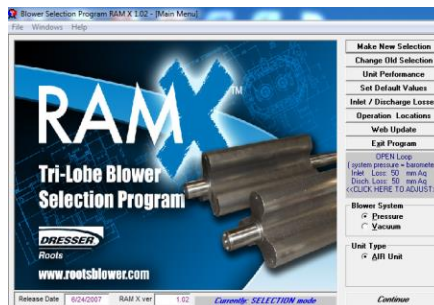 Blower Selection Program RAM X 1.02 - [Main Menu]
File Windows Help
Make New Selection
Change Old Selection
Unit Performance
Set Default Values
Inlet / Discharge Losse
Operation Locations
Web Update
Exit Program
OPEN Loop
( system pressure = baromete
Inlet Loss: 50 mm Aq
Disch. Loss: 50 mm Aq
<<CLICK HERE TO ADJUST>
Blower System
Pressure
Vacuum
Unit Type
AIR Unit
Continue
RAM X TM
Tri-Lobe Blower
Selection Program
DRESSER
Roots
www.rootsblower.com
Release Date 6/24/2007 RAM X ver 1.02 Currently: SELECTION mode